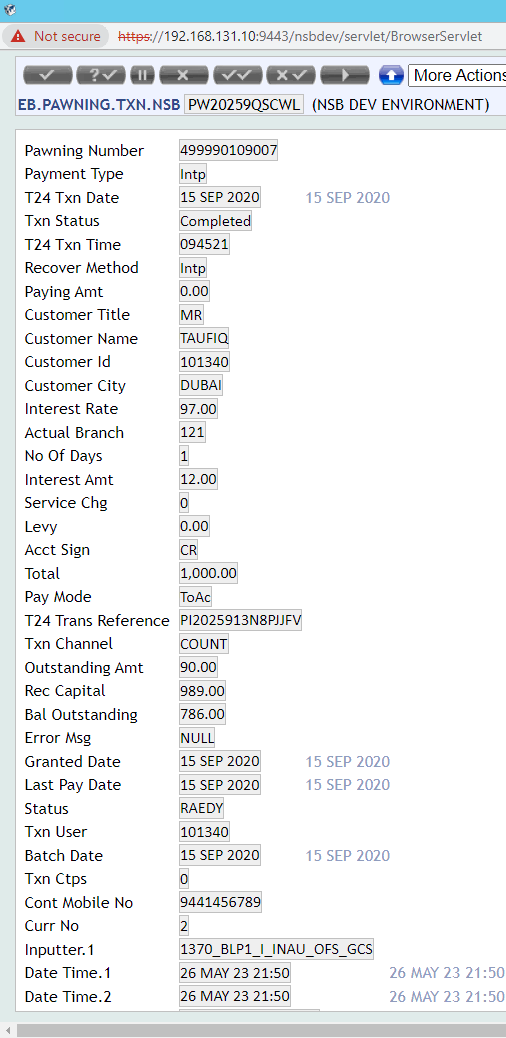 Not secure https://192.168.131.10:9443/nsbdev/servlet/BrowserServlet
More Actions
EB.PAWNING.TXN.NSB PW20259QSCWL (NSB DEV ENVIRONMENT)
Pawning Number 499990109007
Payment Type Intp
T24 Txn Date 15 SEP 2020 15 SEP 2020
Txn Status Completed
T24 Txn Time 094521
Recover Method Intp
Paying Amt 0.00
Customer Title MR
Customer Name TAUFIQ
Customer Id 101340
Customer City DUBAI
Interest Rate 97.00
Actual Branch 121
No Of Days 1
Interest Amt 12.00
Service Chg 0
Levy 0.00
Acct Sign CR
Total 1,000.00
Pay Mode ToAc
T24 Trans Reference PI2025913N8PJJFV
Txn Channel COUNT
Outstanding Amt 90.00
Rec Capital 989.00
Bal Outstanding 786.00
Error Msg NULL
Granted Date 15 SEP 2020 15 SEP 2020
Last Pay Date 15 SEP 2020 15 SEP 2020
Status RAEDY
Txn User 101340
Batch Date 15 SEP 2020 15 SEP 2020
Txn Ctps 0
Cont Mobile No 9441456789
Curr No 2
Inputter.1 1370_BLP1_I_INAU_OFS_GCS
Date Time.1 26 MAY 23 21:50 26 MAY 23 21:50
Date Time.2 26 MAY 23 21:50 26 MAY 23 21:50